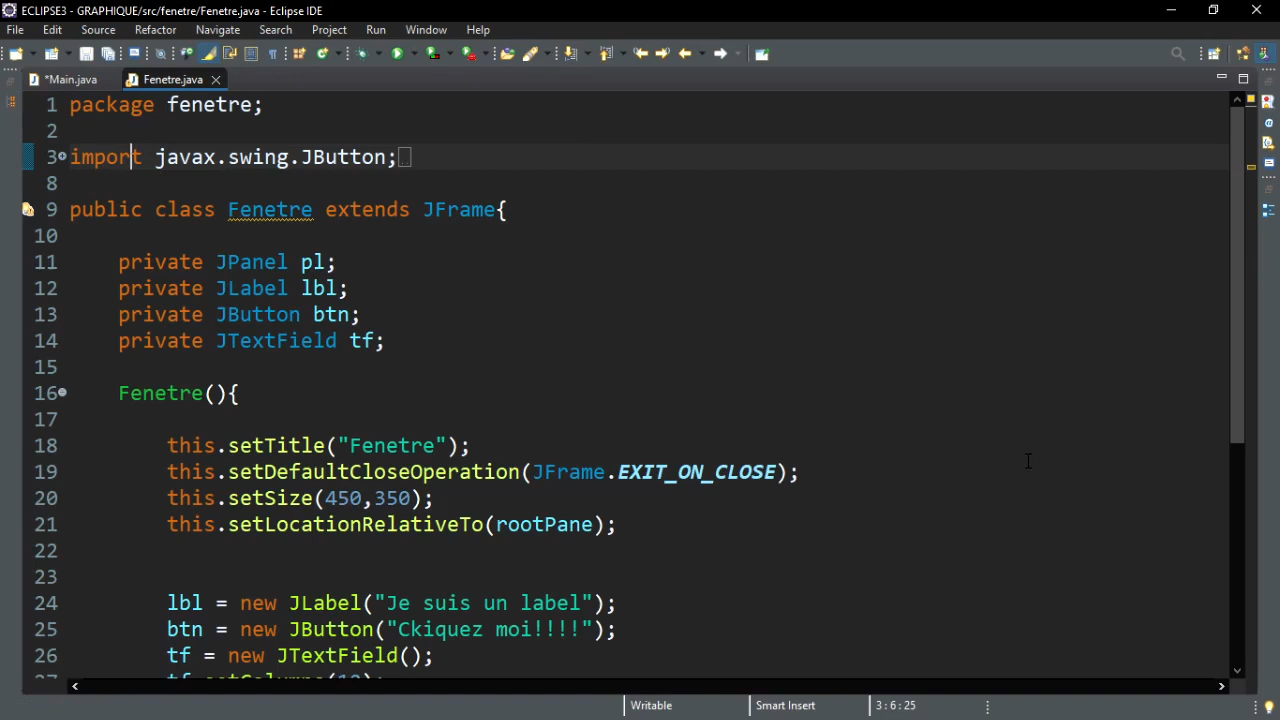 ECLIPSE3 - GRAPHIQUE/src/fenetre/Fenetre.java - Eclipse IDE
File Edit Source Refactor Navigate Search Project Run Window Help
*Main.java Fenetre.java
1 package fenetre;
2
3 import javax.swing.JButton;
8
9 public class Fenetre extends JFrame{
10
11 private JPanel pl;
12 private JLabel lbl;
13 private JButton btn;
14 private JTextField tf;
15
16 Fenetre(){
17
18 this.setTitle("Fenetre");
19 this.setDefaultCloseOperation(JFrame.EXIT_ON_CLOSE);
20 this.setSize(450,350);
21 this.setLocationRelativeTo(rootPane);
22
23
24 lbl = new JLabel("Je suis un label");
25 btn = new JButton("Ckiquez moi!!!!");
26 tf = new JTextField();
Writable Smart Insert 3:6:25